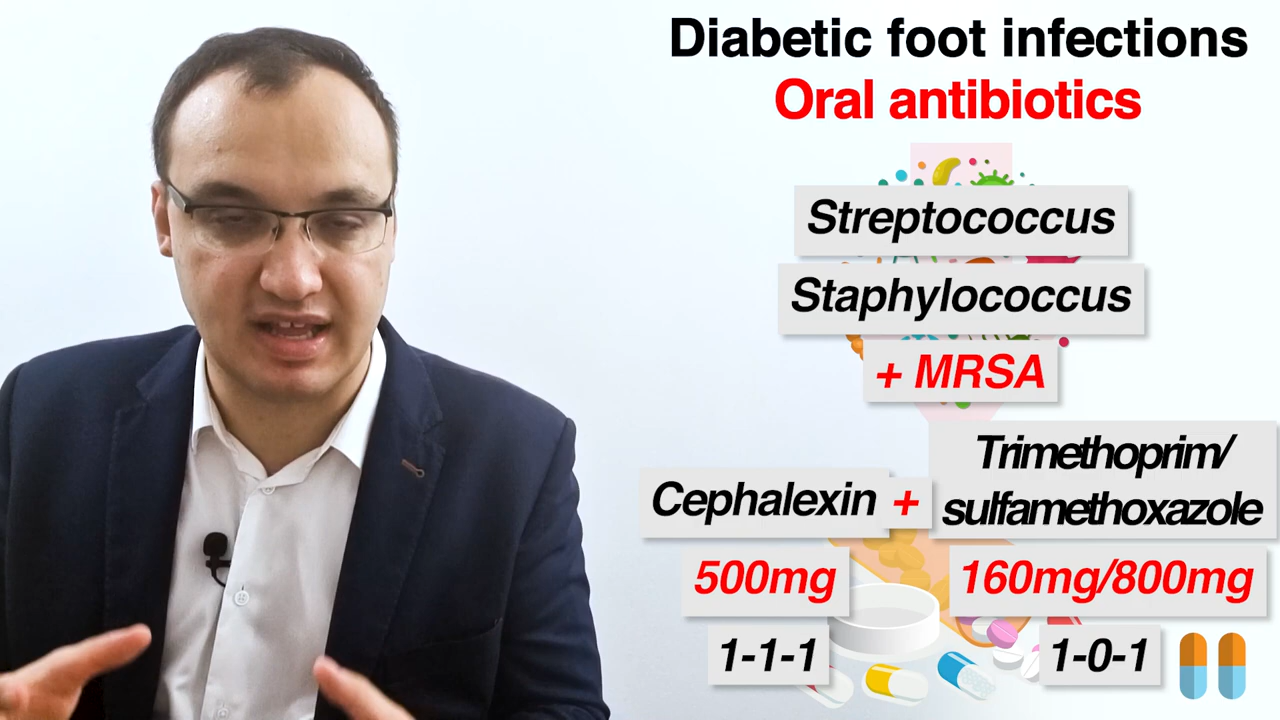 Diabetic foot infections
Oral antibiotics
Streptococcus
Staphylococcus
+ MRSA
Cephalexin + Trimethoprim/
sulfamethoxazole
500mg 160mg/800mg
1-1-1 1-0-1